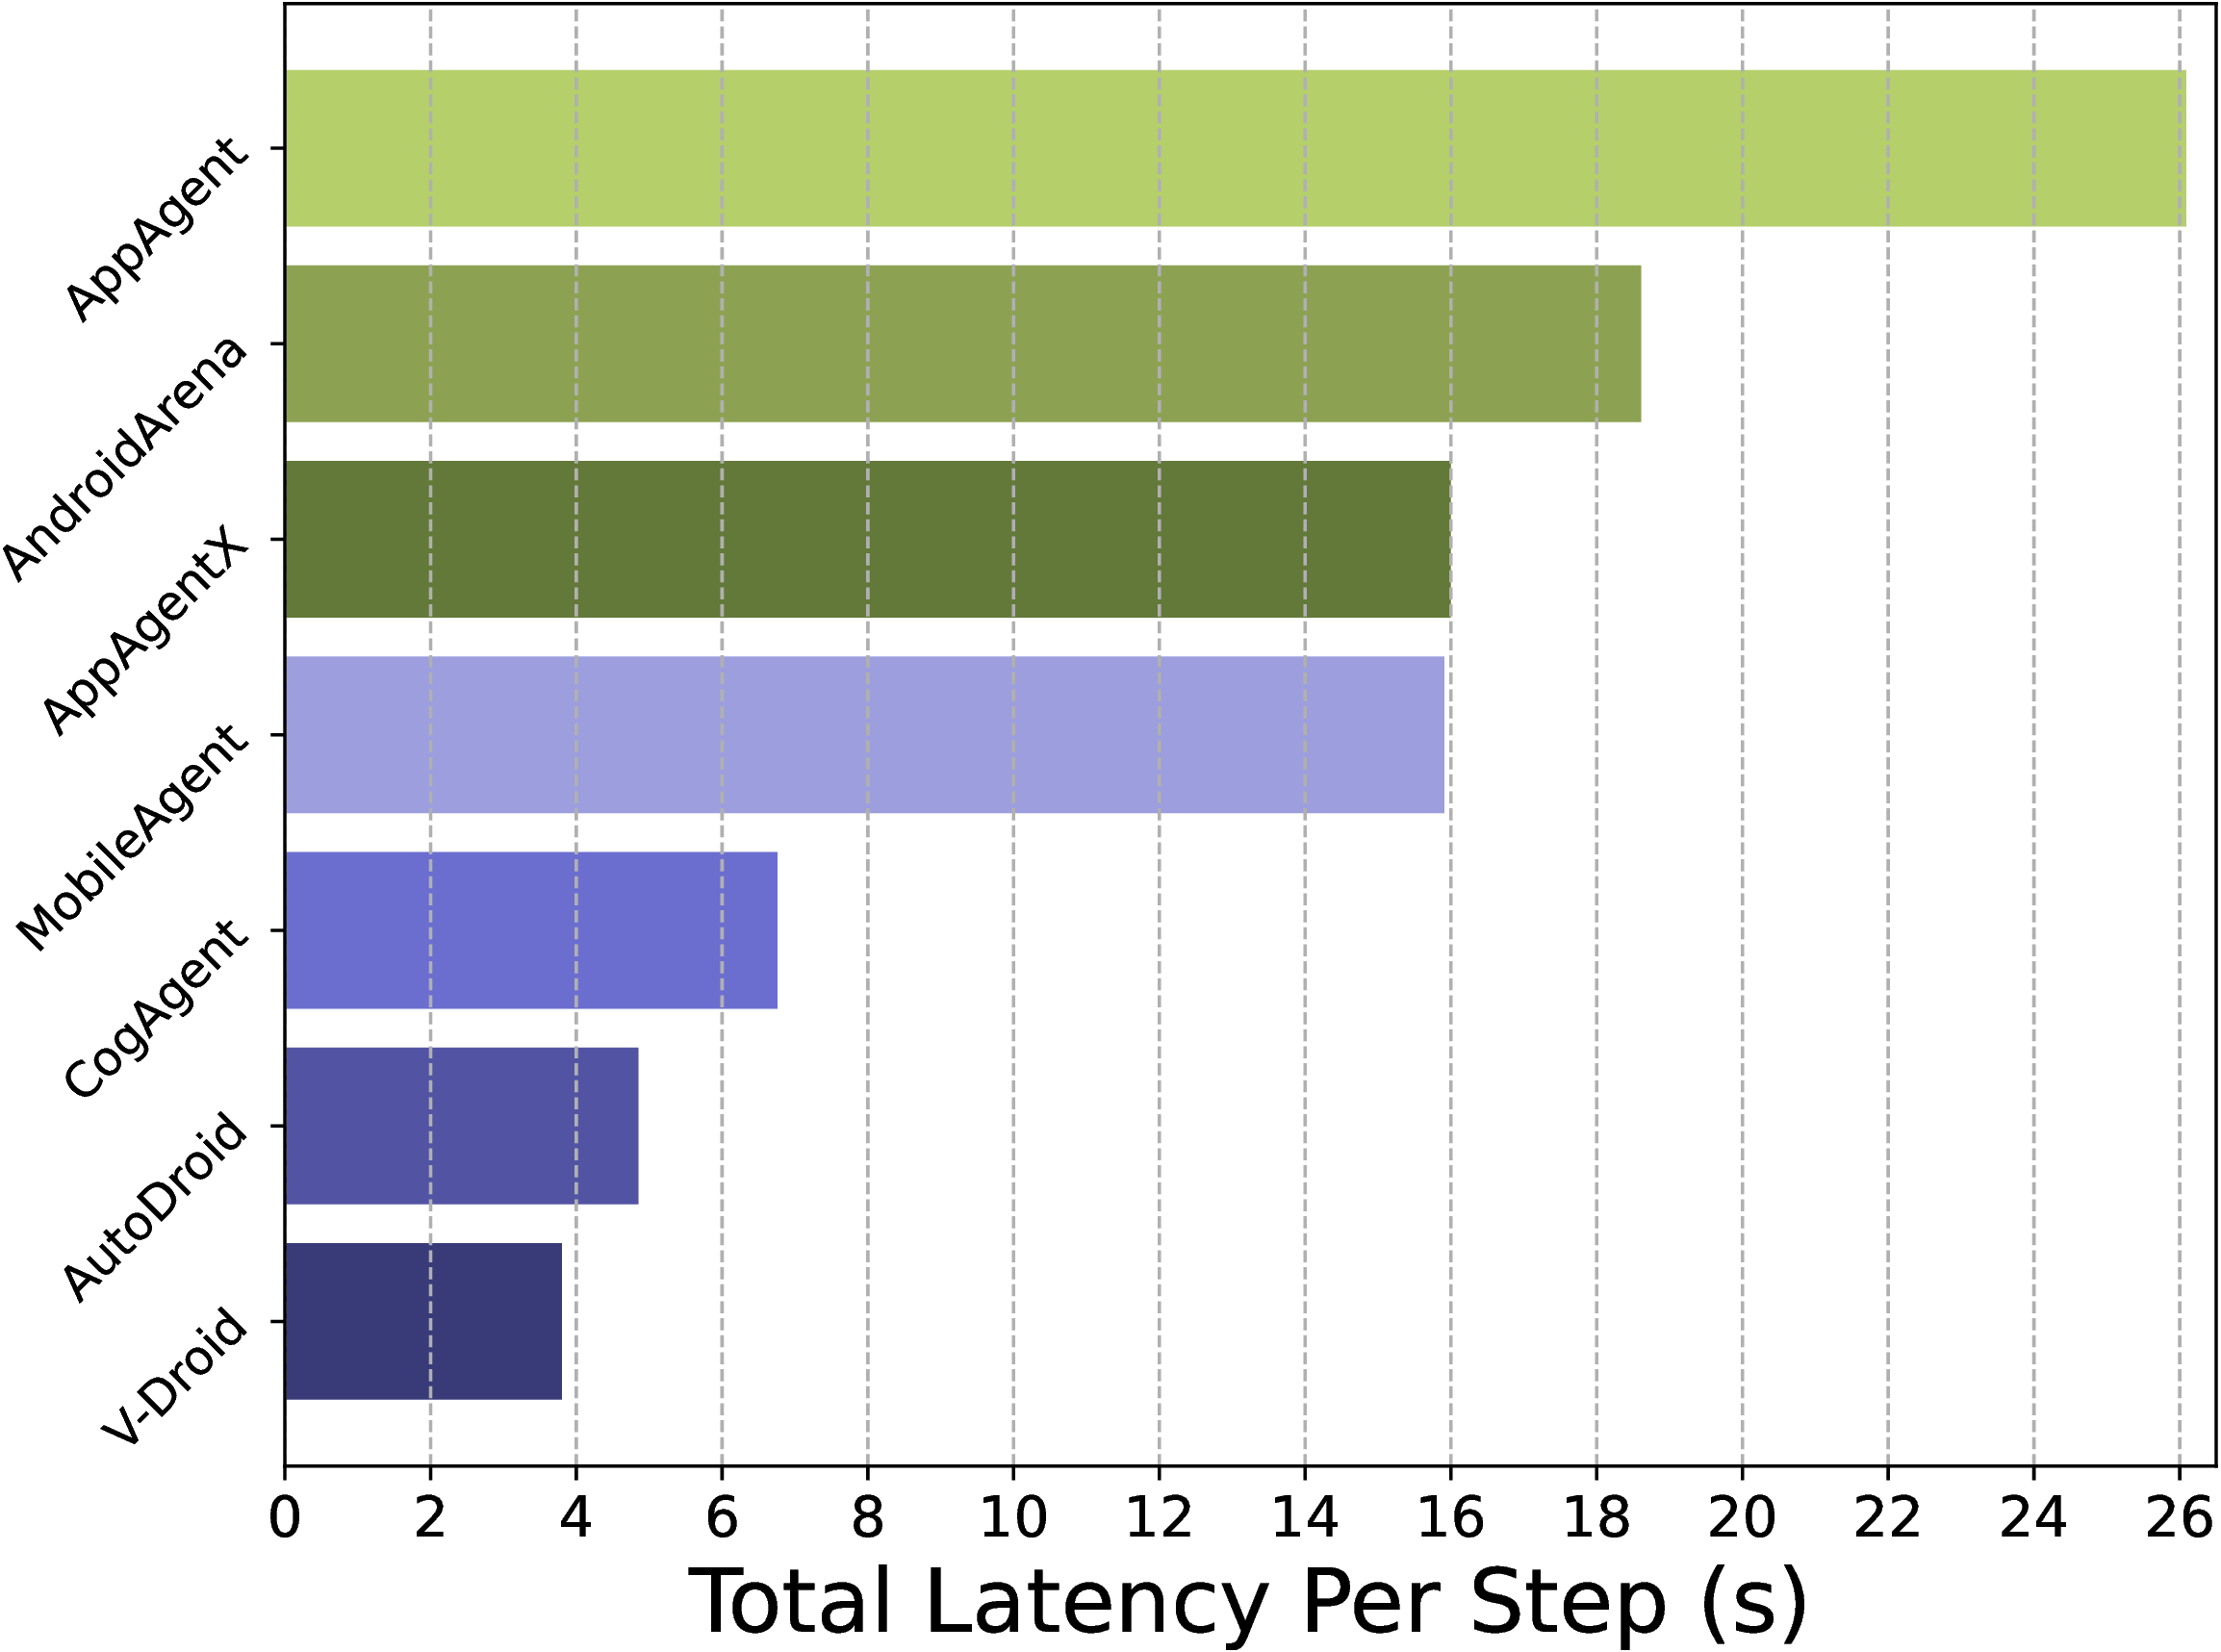 AppAgent
AndroidArena
AppAgentX
MobileAgent
CogAgent
AutoDroid
V-Droid
0 2 4 6 8 10 12 14 16 18 20 22 24 26
Total Latency Per Step (s)